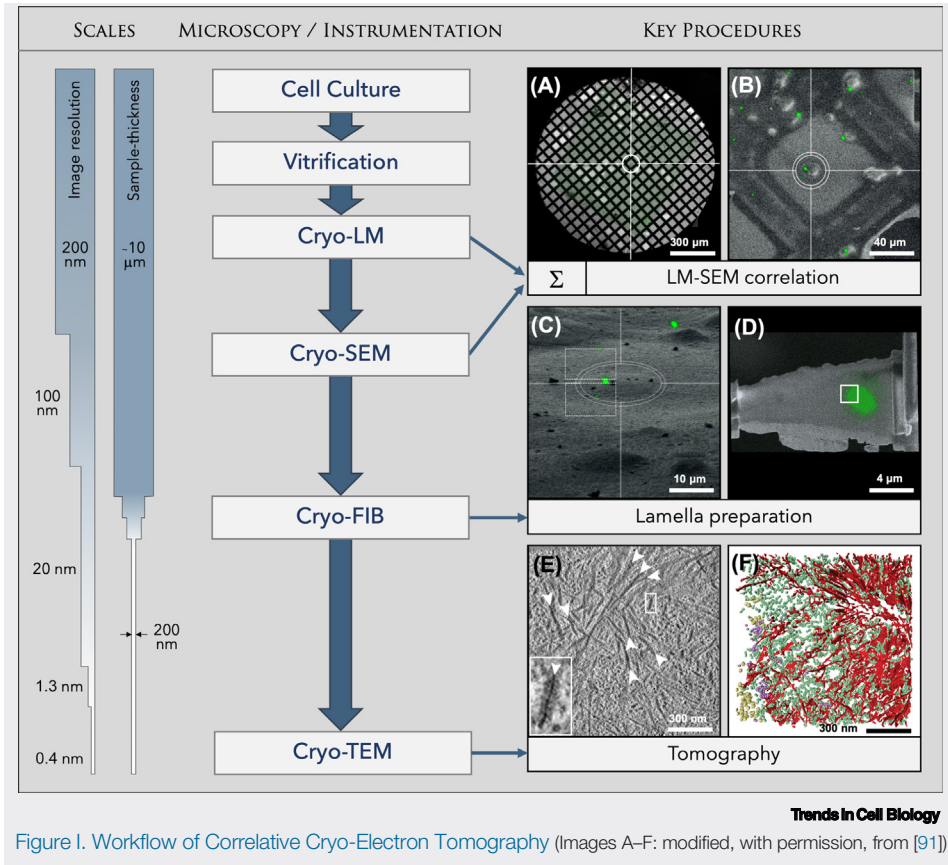 SCALES
MICROSCOPY / INSTRUMENTATION
KEY PROCEDURES
Image resolution
Sample-thickness
200
nm
~10
μm
100
nm
20 nm
200
nm
1.3 nm
0.4 nm
Cell Culture
Vitrification
Cryo-LM
Cryo-SEM
Cryo-FIB
Cryo-TEM
(A)
300 μm
(B)
40 μm
Σ
LM-SEM correlation
(C)
10 μm
(D)
4 μm
Lamella preparation
(E)
300 nm
(F)
300 nm
Tomography
Trends in Cell Biology
Figure I. Workflow of Correlative Cryo-Electron Tomography (Images A–F: modified, with permission, from [91])